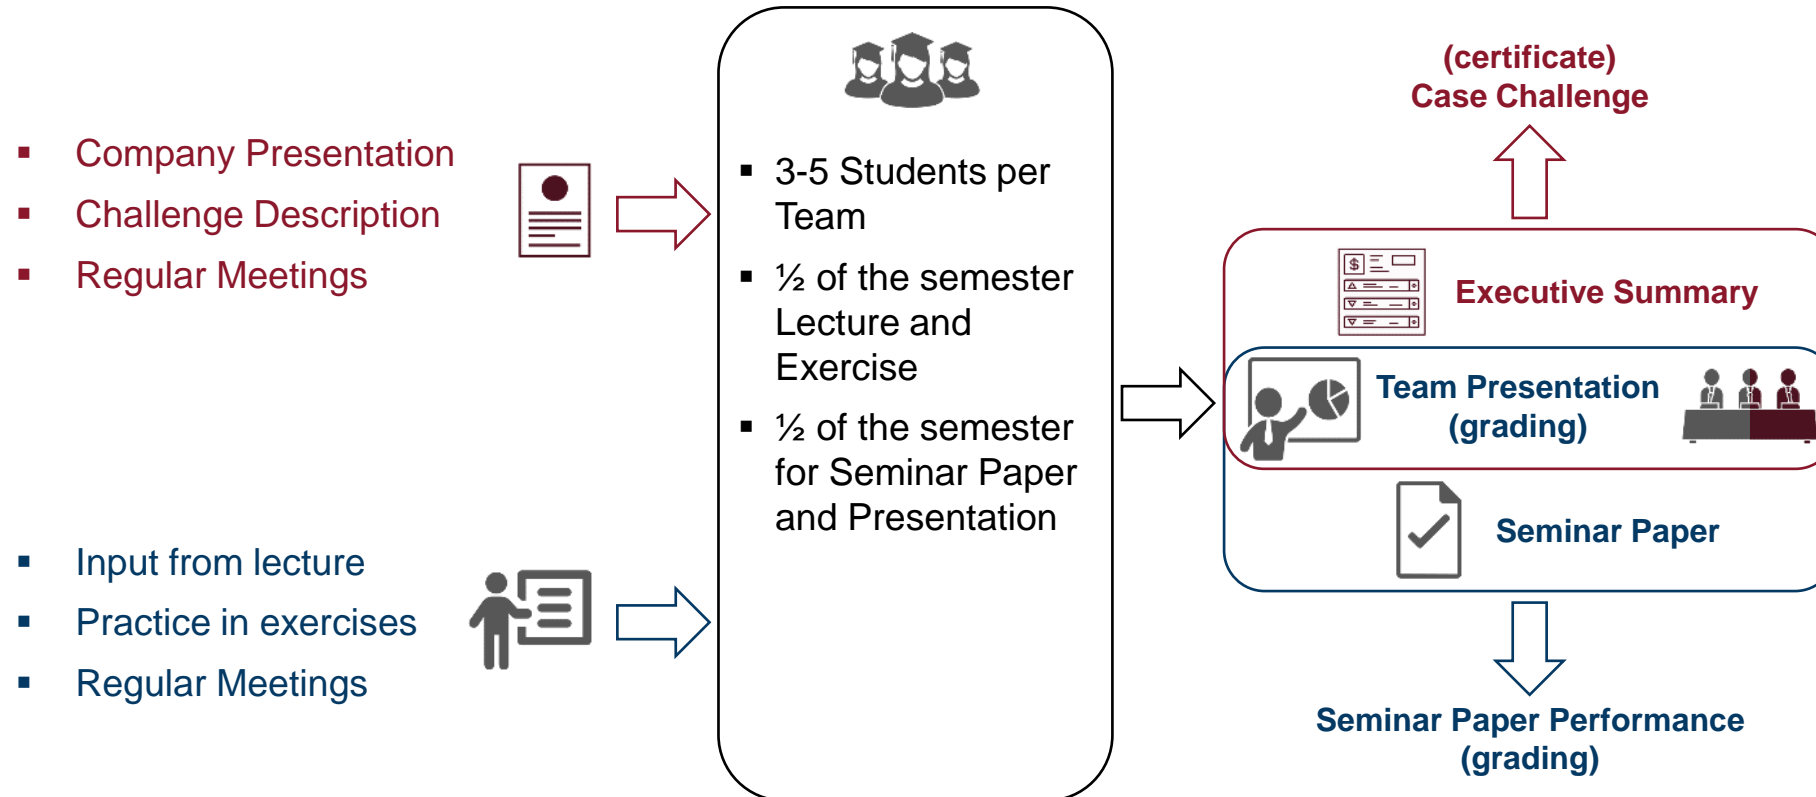 ▪ Company Presentation
▪ Challenge Description
▪ Regular Meetings
▪ Input from lecture
▪ Practice in exercises
▪ Regular Meetings
▪ 3-5 Students per
Team
▪ ½ of the semester
Lecture and
Exercise
▪ ½ of the semester
for Seminar Paper
and Presentation
(certificate)
Case Challenge
$
Executive Summary
Team Presentation
(grading)
Seminar Paper
Seminar Paper Performance
(grading)